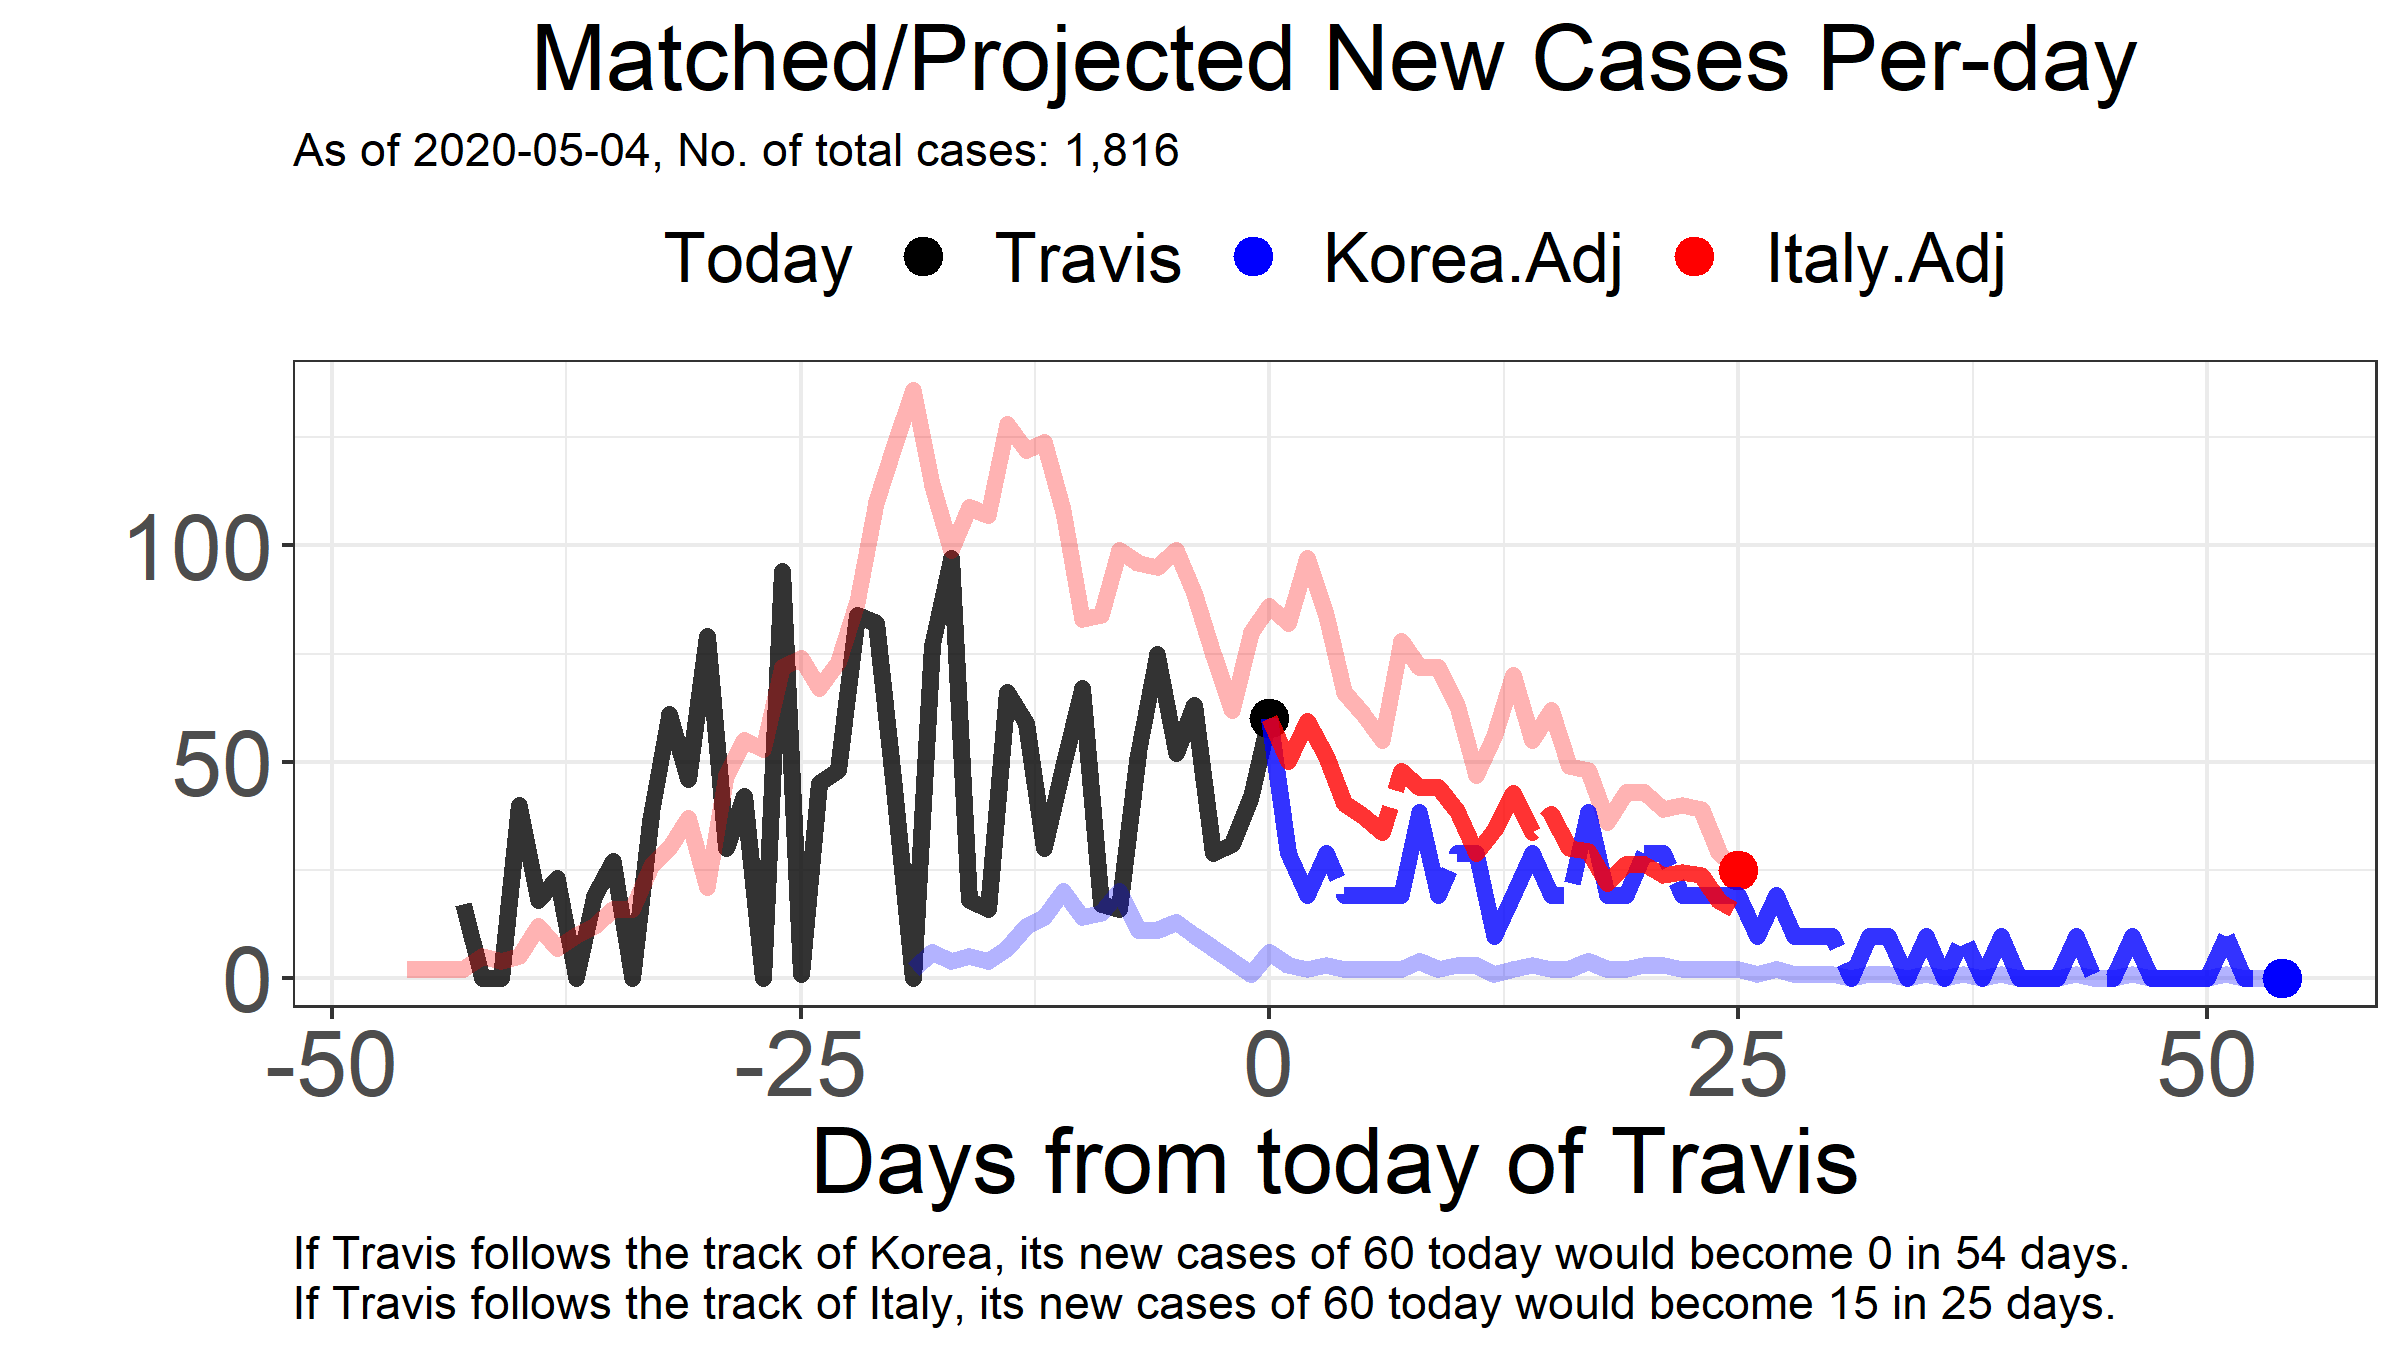 Matched/Projected New Cases Per-day
As of 2020-05-04, No. of total cases: 1,816
Today Travis Korea.Adj Italy.Adj
100
50
0
-50 -25 0 25 50
Days from today of Travis
If Travis follows the track of Korea, its new cases of 60 today would become 0 in 54 days.
If Travis follows the track of Italy, its new cases of 60 today would become 15 in 25 days.